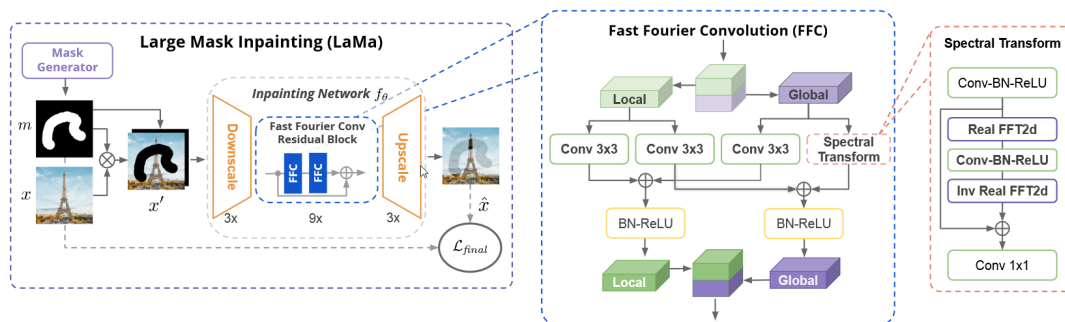 Large Mask Inpainting (LaMa)
Mask
Generator
m
x
x′
Inpainting Network f_θ
Downscale
3x
Fast Fourier Conv
Residual Block
FFC
FFC
9x
Upscale
3x
x̂
ℒ_final
Fast Fourier Convolution (FFC)
Local
Global
Conv 3x3
Conv 3x3
Conv 3x3
Spectral
Transform
BN-ReLU
BN-ReLU
Local
Global
Spectral Transform
Conv-BN-ReLU
Real FFT2d
Conv-BN-ReLU
Inv Real FFT2d
Conv 1x1